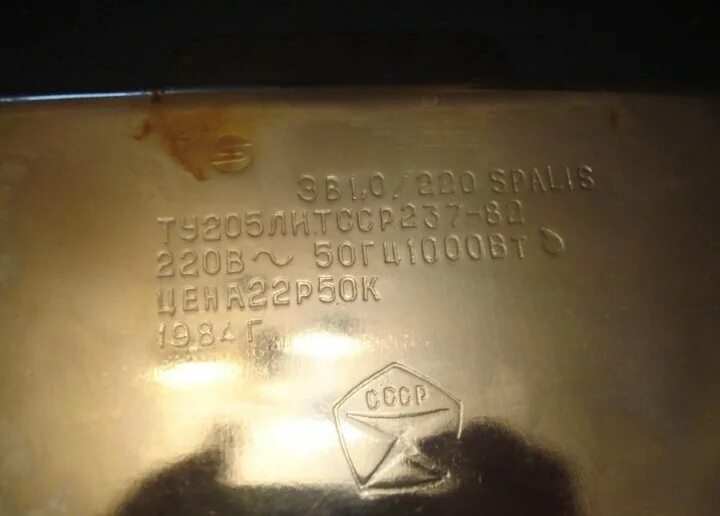 ЭВ1,0/220 SPALIS
ТУ205ЛИТССР237-82
220В ~ 50ГЦ1000ВТ
ЦЕНА22р50К
1984Г
СССР